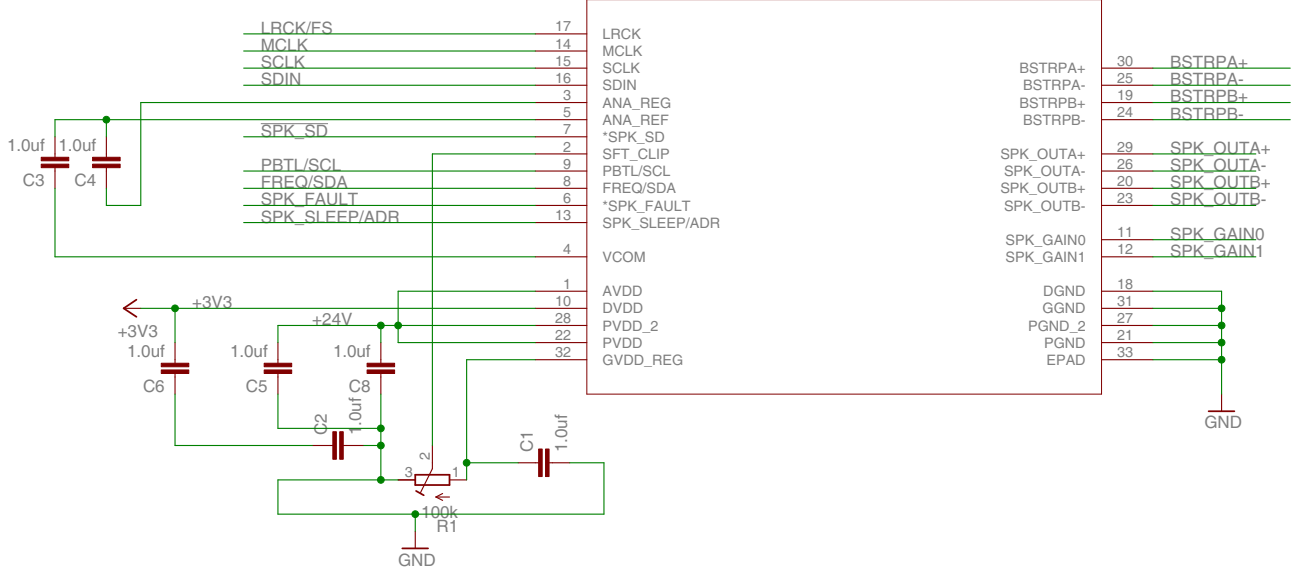 LRCK/FS 17 LRCK
MCLK 14 MCLK
SCLK 15 SCLK
SDIN 16 SDIN
3 ANA_REG
5 ANA_REF
SPK_SD 7 *SPK_SD
2 SFT_CLIP
PBTL/SCL 9 PBTL/SCL
FREQ/SDA 8 FREQ/SDA
SPK_FAULT 6 *SPK_FAULT
SPK_SLEEP/ADR 13 SPK_SLEEP/ADR
4 VCOM
1 AVDD
10 DVDD
28 PVDD_2
22 PVDD
32 GVDD_REG
BSTRPA+ 30 BSTRPA+
BSTRPA- 25 BSTRPA-
BSTRPB+ 19 BSTRPB+
BSTRPB- 24 BSTRPB-
SPK_OUTA+ 29 SPK_OUTA+
SPK_OUTA- 26 SPK_OUTA-
SPK_OUTB+ 20 SPK_OUTB+
SPK_OUTB- 23 SPK_OUTB-
SPK_GAIN0 11 SPK_GAIN0
SPK_GAIN1 12 SPK_GAIN1
DGND 18
GGND 31
PGND_2 27
PGND 21
EPAD 33
GND
1.0uf 1.0uf
C3 C4
+3V3
+3V3
+24V
1.0uf 1.0uf 1.0uf
C6 C5 C8
C2 1.0uf
C1 1.0uf
2
3 1
100k
R1
GND